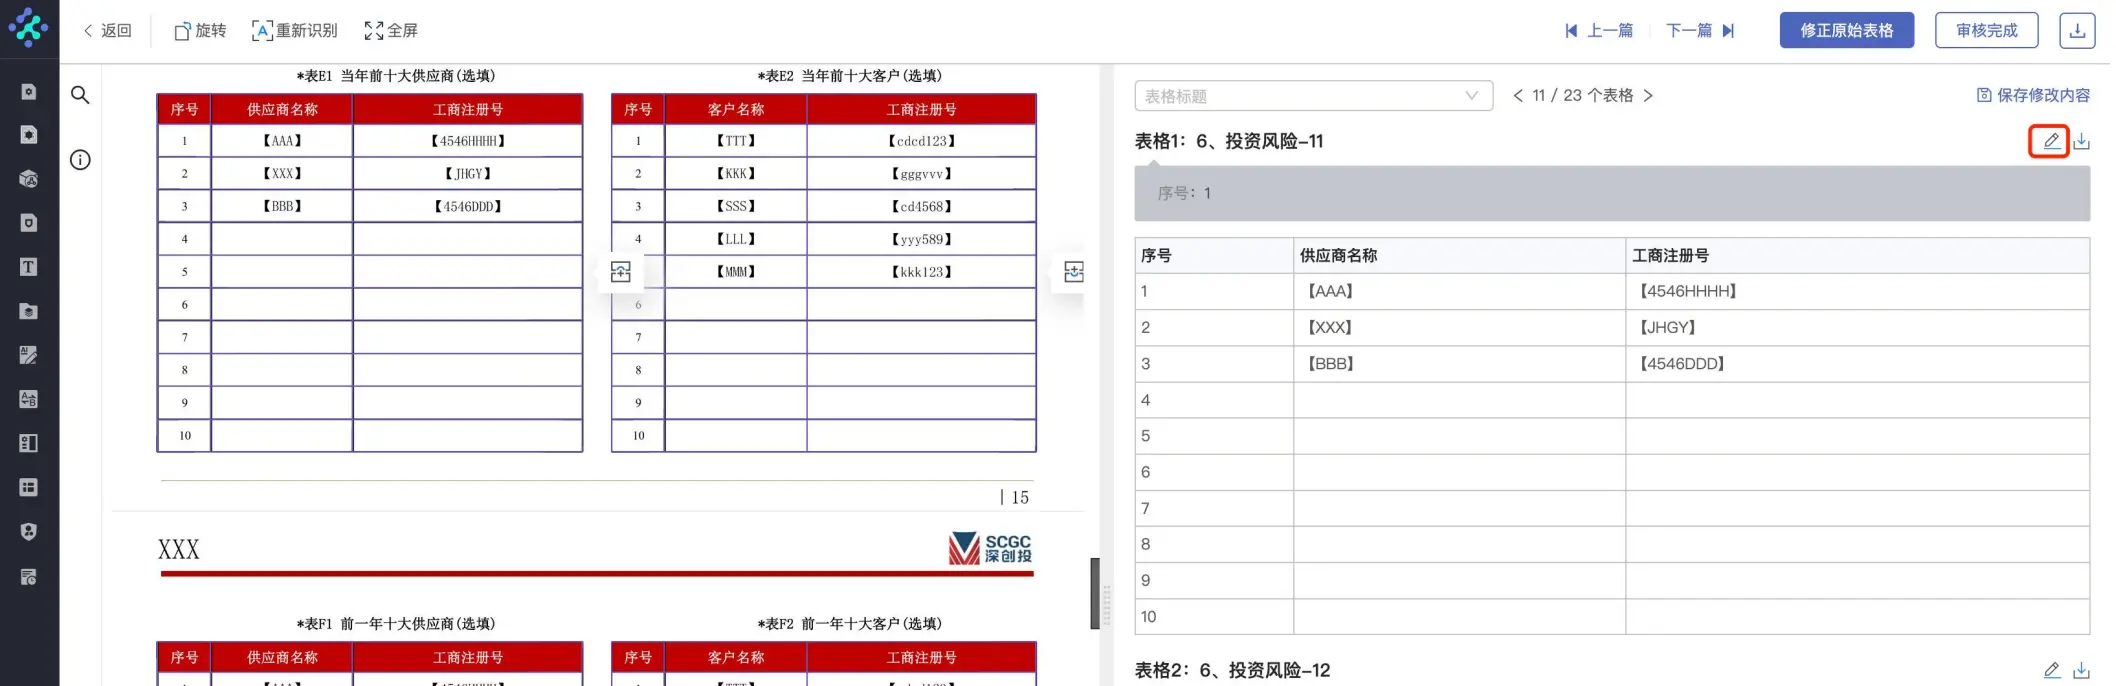 返回
旋转
重新识别
全屏
上一篇
下一篇
修正原始表格
审核完成
*表E1 当年前十大供应商(选填)
序号 供应商名称 工商注册号
1 【AAA】 【4546HHHH】
2 【XXX】 【JHGY】
3 【BBB】 【4546DDD】
4
5
6
7
8
9
10
*表E2 当年前十大客户(选填)
序号 客户名称 工商注册号
1 【TTT】 【cdcd123】
2 【KKK】 【gggvvv】
3 【SSS】 【cd4568】
4 【LLL】 【yyy589】
5 【MMM】 【kkk123】
6
7
8
9
10
| 15
XXX
SCGC
深创投
*表F1 前一年十大供应商(选填)
序号 供应商名称 工商注册号
*表F2 前一年十大客户(选填)
序号 客户名称 工商注册号
表格标题
11 / 23 个表格
保存修改内容
表格1: 6、投资风险-11
序号: 1
序号 供应商名称 工商注册号
1 【AAA】 【4546HHHH】
2 【XXX】 【JHGY】
3 【BBB】 【4546DDD】
4
5
6
7
8
9
10
表格2: 6、投资风险-12